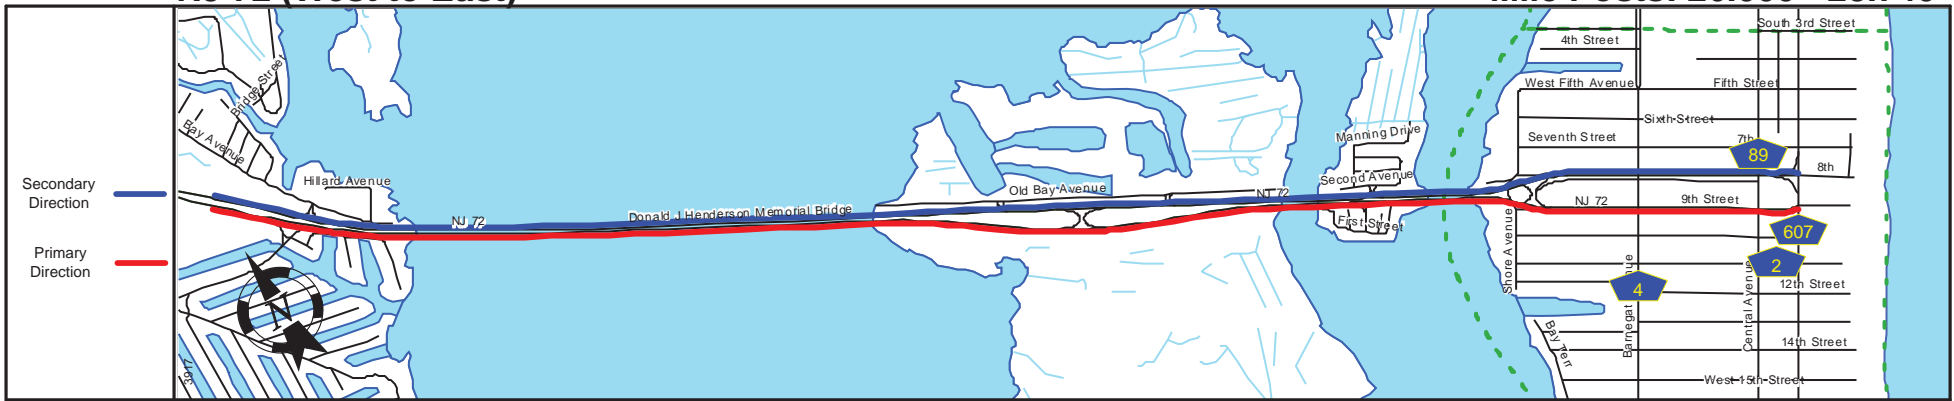 Secondary
Direction
Primary
Direction
Bridge Street
Bay Avenue
Hillard Avenue
NJ 72
Donald J Henderson Memorial Bridge
Old Bay Avenue
NJ 72
Manning Drive
Second Avenue
First Street
South 3rd Street
4th Street
West Fifth Avenue
Fifth Street
Sixth Street
Seventh Street
7th
89
8th
NJ 72
9th Street
607
2
4
Shore Avenue
Barnegat
Central Avenue
12th Street
Bay Terr
14th Street
West 15th Street
N
3917